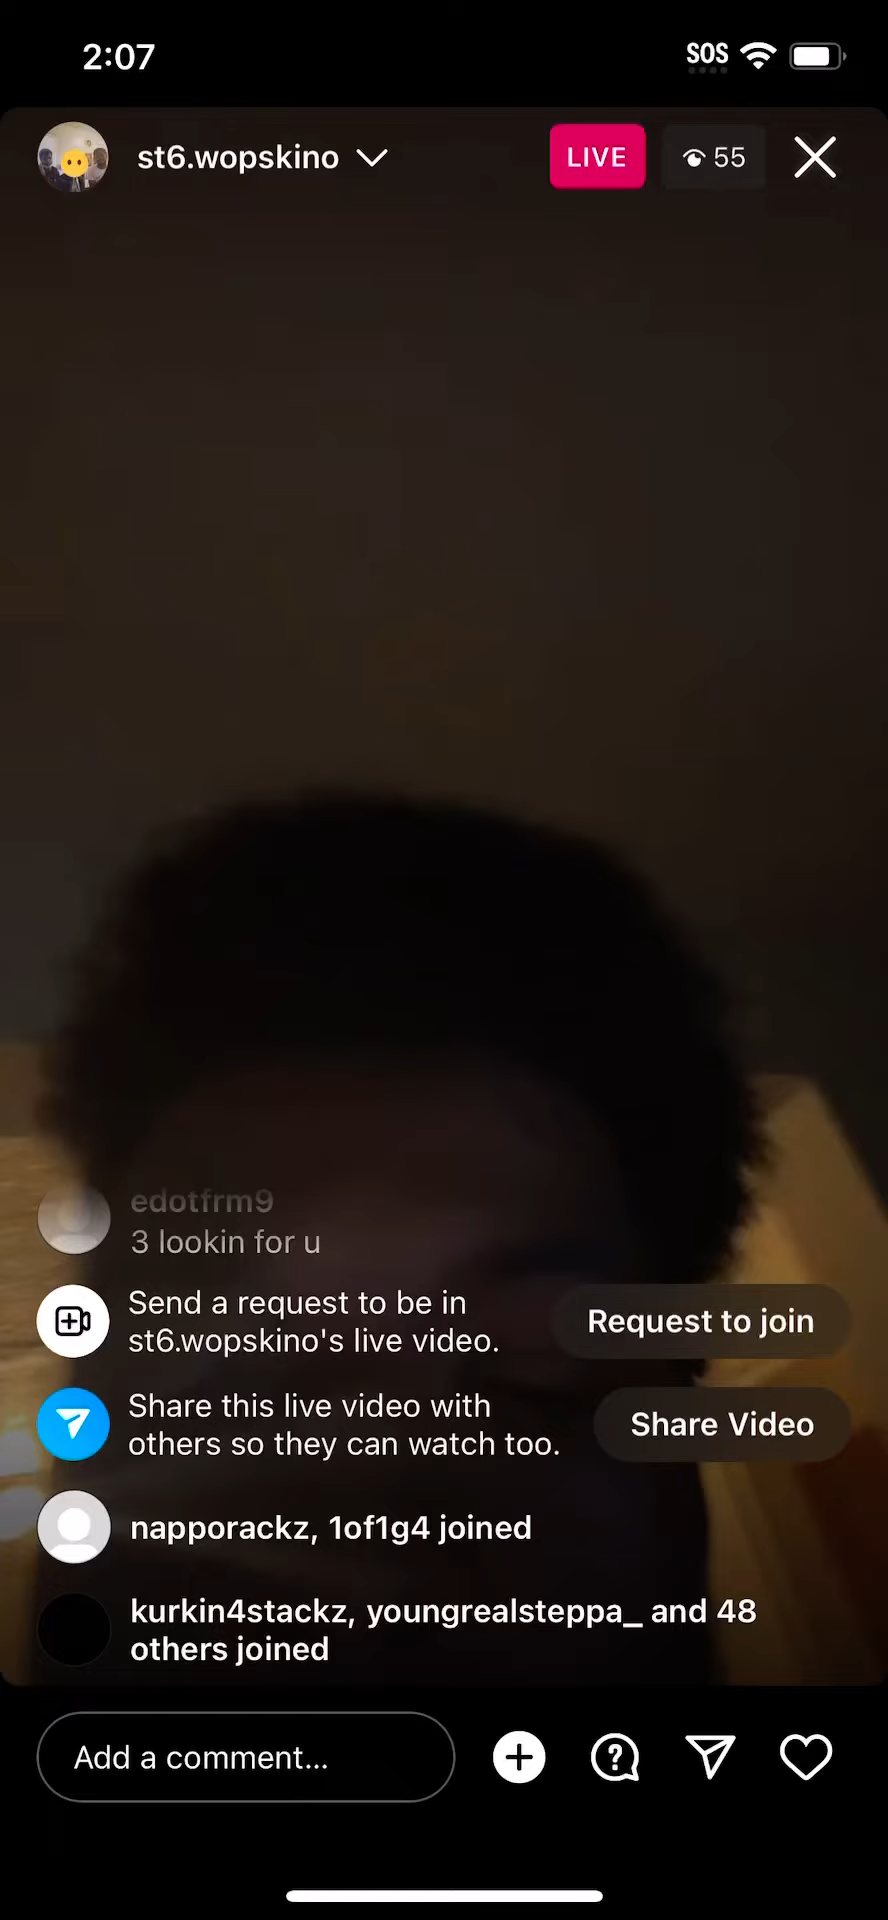 2:07
SOS
st6.wopskino
LIVE
55
edotfrm9
3 lookin for u
Send a request to be in
st6.wopskino's live video.
Request to join
Share this live video with
others so they can watch too.
Share Video
napporackz, 1of1g4 joined
kurkin4stackz, youngrealsteppa_ and 48
others joined
Add a comment...